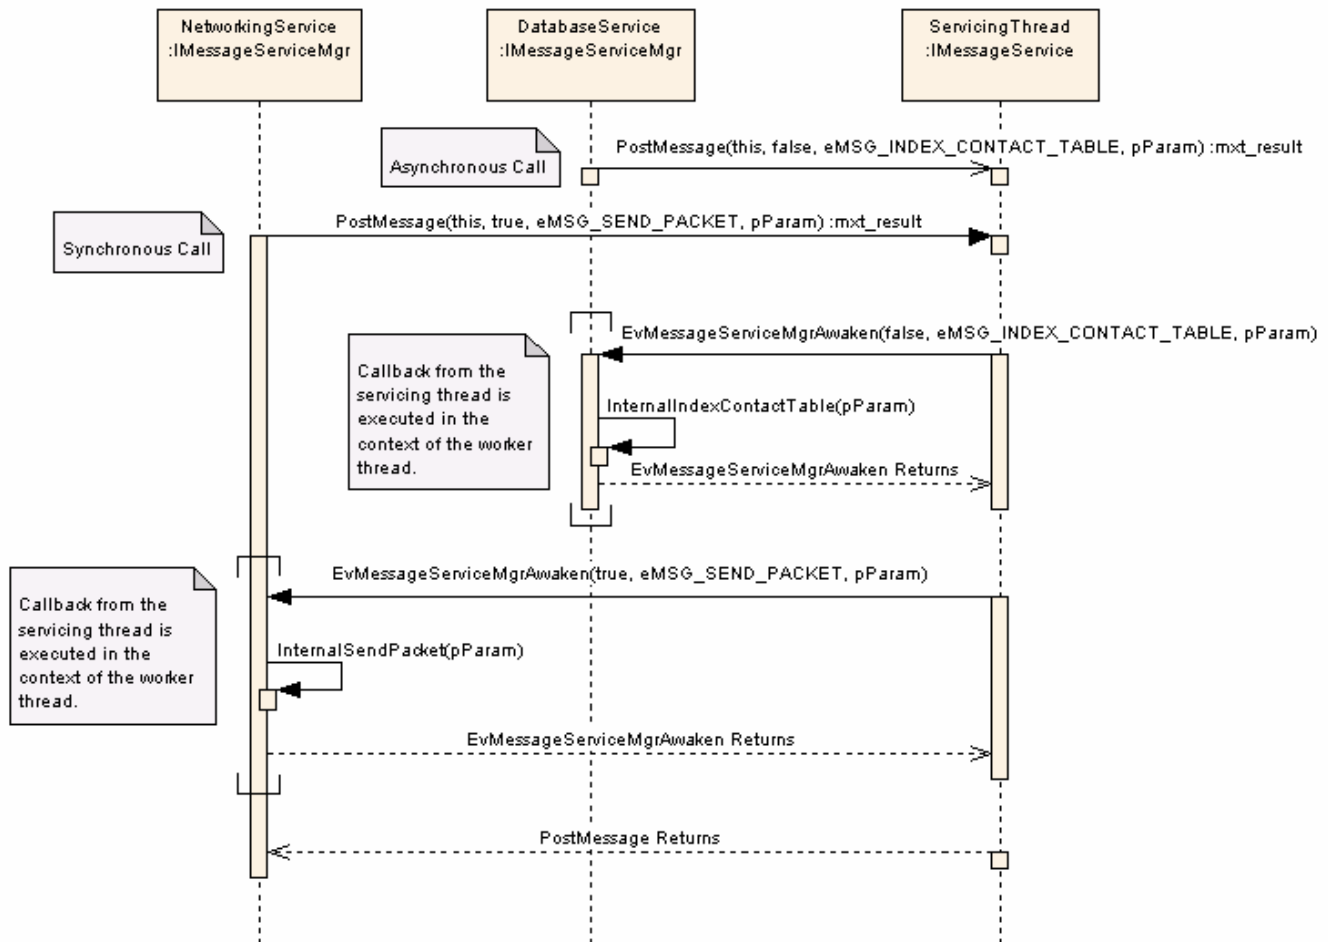 NetworkingService
:IMessageServiceMgr
DatabaseService
:IMessageServiceMgr
ServicingThread
:IMessageService
Asynchronous Call
PostMessage(this, false, eMSG_INDEX_CONTACT_TABLE, pParam) :mxt_result
Synchronous Call
PostMessage(this, true, eMSG_SEND_PACKET, pParam) :mxt_result
EvMessageServiceMgrAwaken(false, eMSG_INDEX_CONTACT_TABLE, pParam)
Callback from the
servicing thread is
executed in the
context of the worker
thread.
InternalIndexContactTable(pParam)
EvMessageServiceMgrAwaken Returns
EvMessageServiceMgrAwaken(true, eMSG_SEND_PACKET, pParam)
Callback from the
servicing thread is
executed in the
context of the worker
thread.
InternalSendPacket(pParam)
EvMessageServiceMgrAwaken Returns
PostMessage Returns